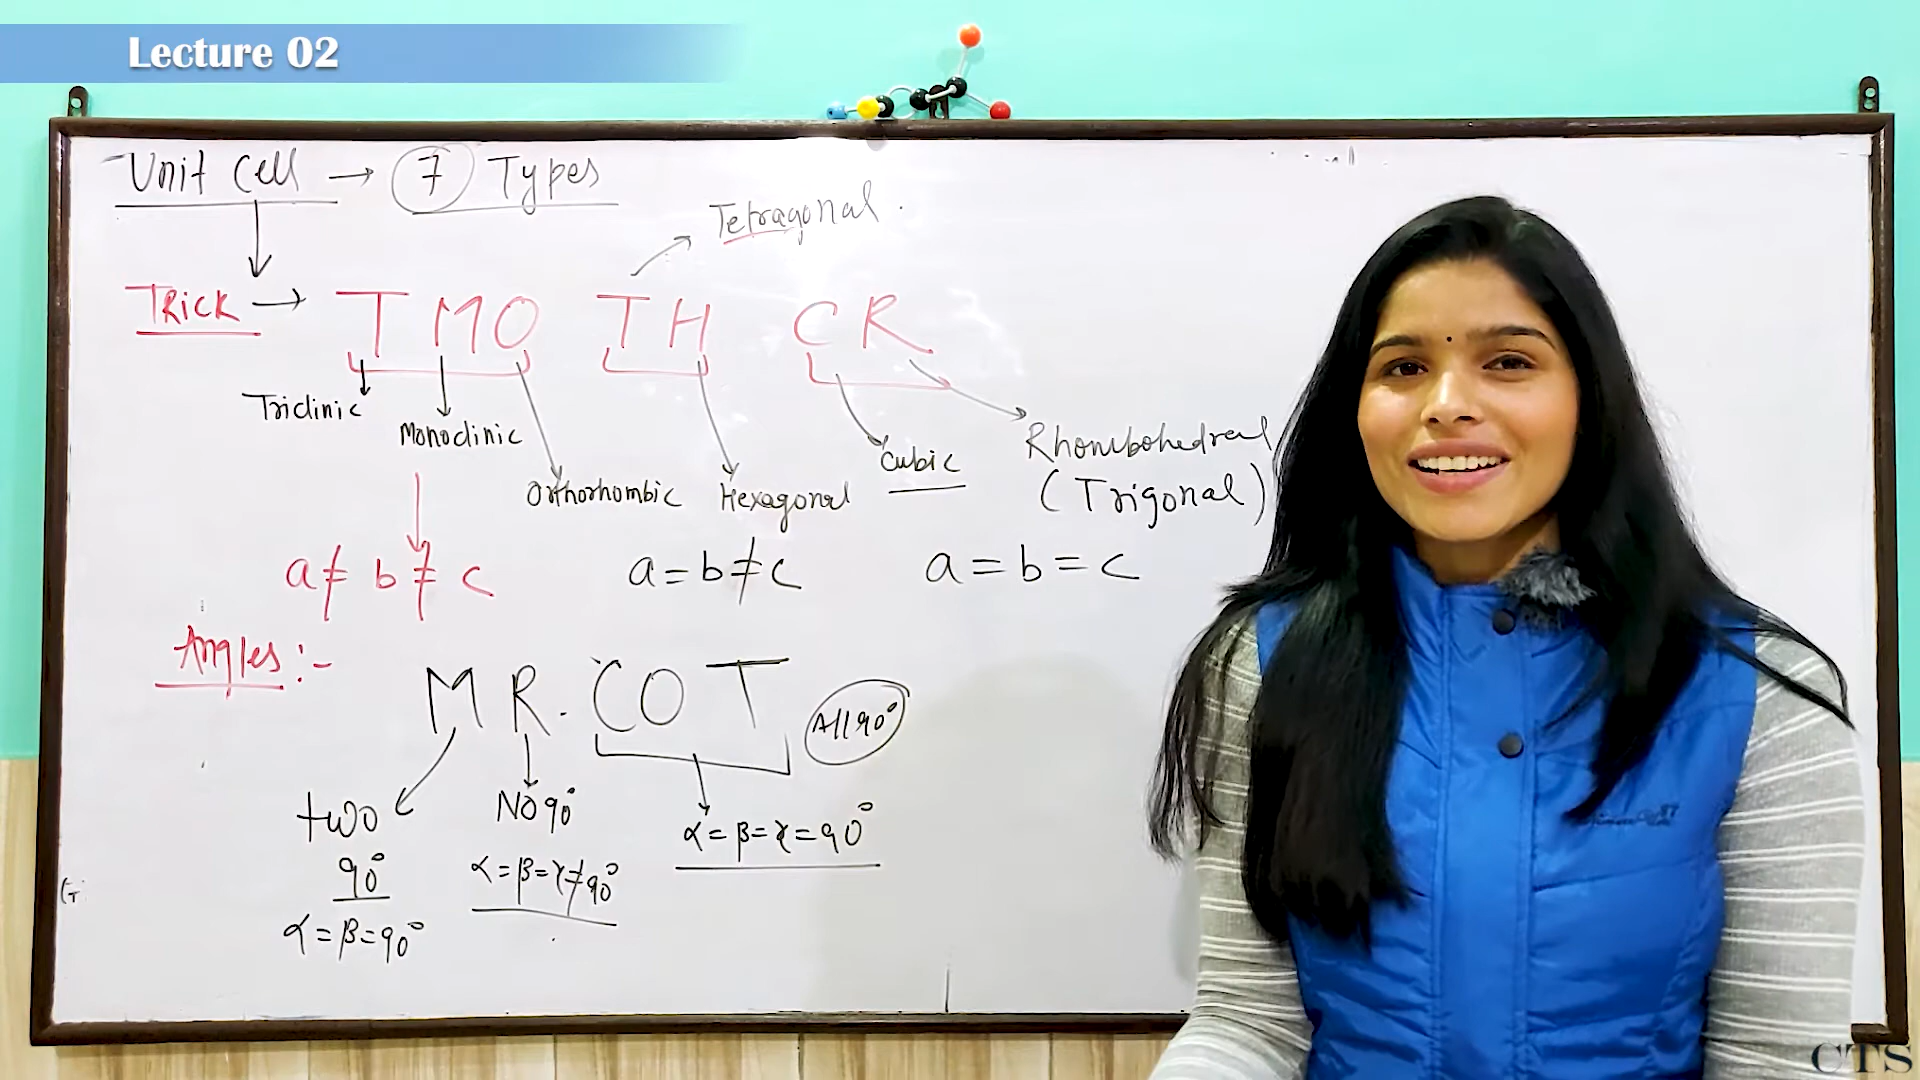 Lecture 02
Unit Cell → 7 Types
Tetragonal.
TRICK → T M O T H C R
Triclinic
Monoclinic
Cubic
Rhombohedral
Orthorhombic
Hexagonal
(Trigonal)
a ≠ b ≠ c
a = b ≠ c
a = b = c
Angles :-
M R. C O T
All 90°
two
90°
α = β = 90°
NO 90°
α = β = γ ≠ 90°
α = β = γ = 90°
CTS